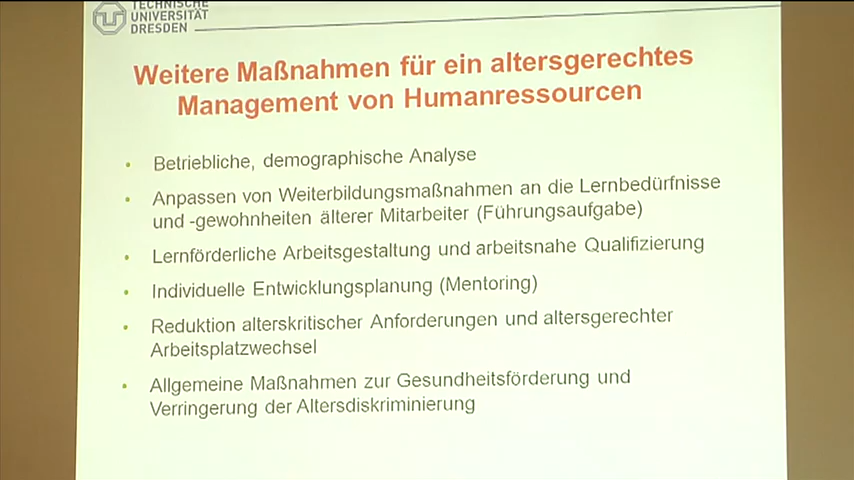 TECHNISCHE
UNIVERSITÄT
DRESDEN
Weitere Maßnahmen für ein altersgerechtes
Management von Humanressourcen
• Betriebliche, demographische Analyse
• Anpassen von Weiterbildungsmaßnahmen an die Lernbedürfnisse
und -gewohnheiten älterer Mitarbeiter (Führungsaufgabe)
• Lernförderliche Arbeitsgestaltung und arbeitsnahe Qualifizierung
• Individuelle Entwicklungsplanung (Mentoring)
• Reduktion alterskritischer Anforderungen und altersgerechter
Arbeitsplatzwechsel
• Allgemeine Maßnahmen zur Gesundheitsförderung und
Verringerung der Altersdiskriminierung